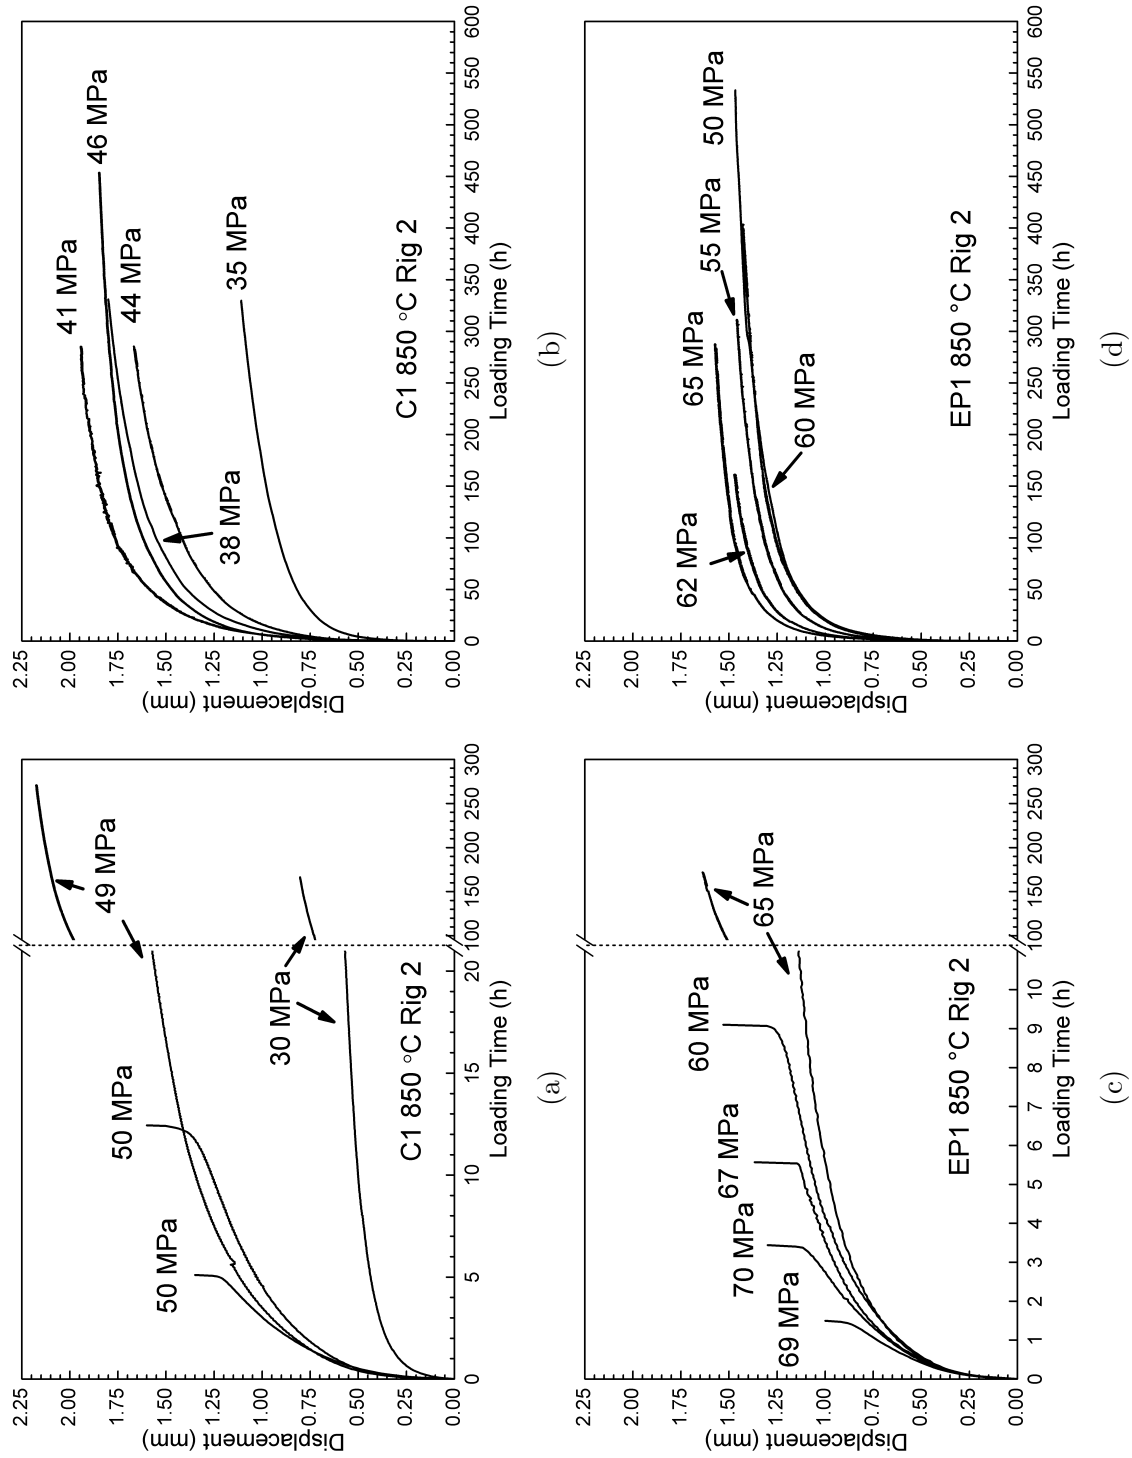 2.25
2.00
1.75
1.50
1.25
1.00
0.75
0.50
0.25
0.00
Displacement (mm)
0 5 10 15 20 100 150 200 250 300
Loading Time (h)
50 MPa
50 MPa
49 MPa
30 MPa
C1 850 °C Rig 2
(a)
2.25
2.00
1.75
1.50
1.25
1.00
0.75
0.50
0.25
0.00
Displacement (mm)
0 50 100 150 200 250 300 350 400 450 500 550 600
Loading Time (h)
41 MPa
46 MPa
44 MPa
38 MPa
35 MPa
C1 850 °C Rig 2
(b)
2.25
2.00
1.75
1.50
1.25
1.00
0.75
0.50
0.25
0.00
Displacement (mm)
0 1 2 3 4 5 6 7 8 9 10 100 150 200 250 300
Loading Time (h)
69 MPa
70 MPa
67 MPa
60 MPa
65 MPa
EP1 850 °C Rig 2
(c)
2.25
2.00
1.75
1.50
1.25
1.00
0.75
0.50
0.25
0.00
Displacement (mm)
0 50 100 150 200 250 300 350 400 450 500 550 600
Loading Time (h)
62 MPa
65 MPa
55 MPa
50 MPa
60 MPa
EP1 850 °C Rig 2
(d)